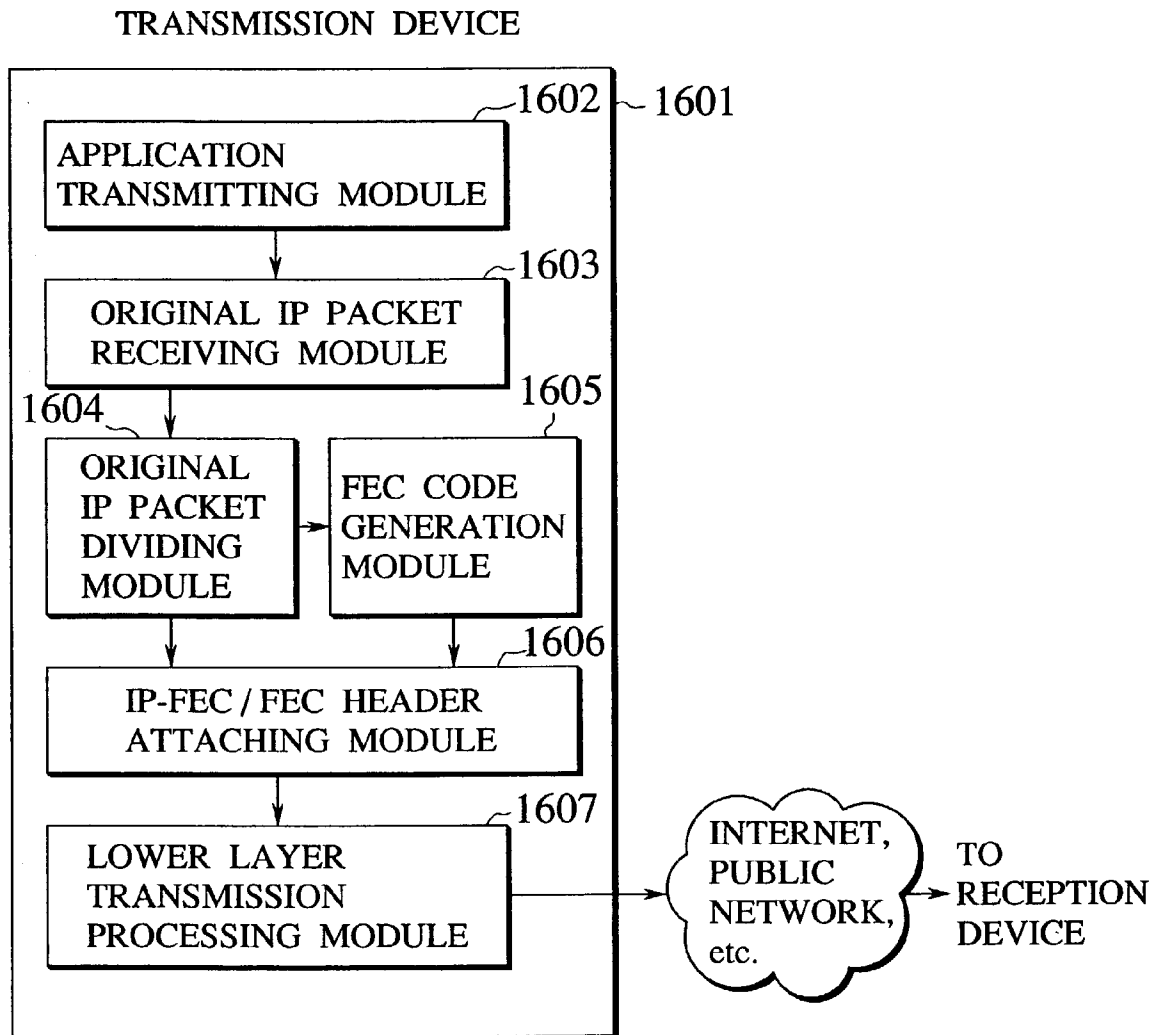 TRANSMISSION DEVICE
1601
1602
APPLICATION
TRANSMITTING MODULE
1603
ORIGINAL IP PACKET
RECEIVING MODULE
1604
ORIGINAL
IP PACKET
DIVIDING
MODULE
1605
FEC CODE
GENERATION
MODULE
1606
IP-FEC / FEC HEADER
ATTACHING MODULE
1607
LOWER LAYER
TRANSMISSION
PROCESSING MODULE
INTERNET,
PUBLIC
NETWORK,
etc.
TO
RECEPTION
DEVICE